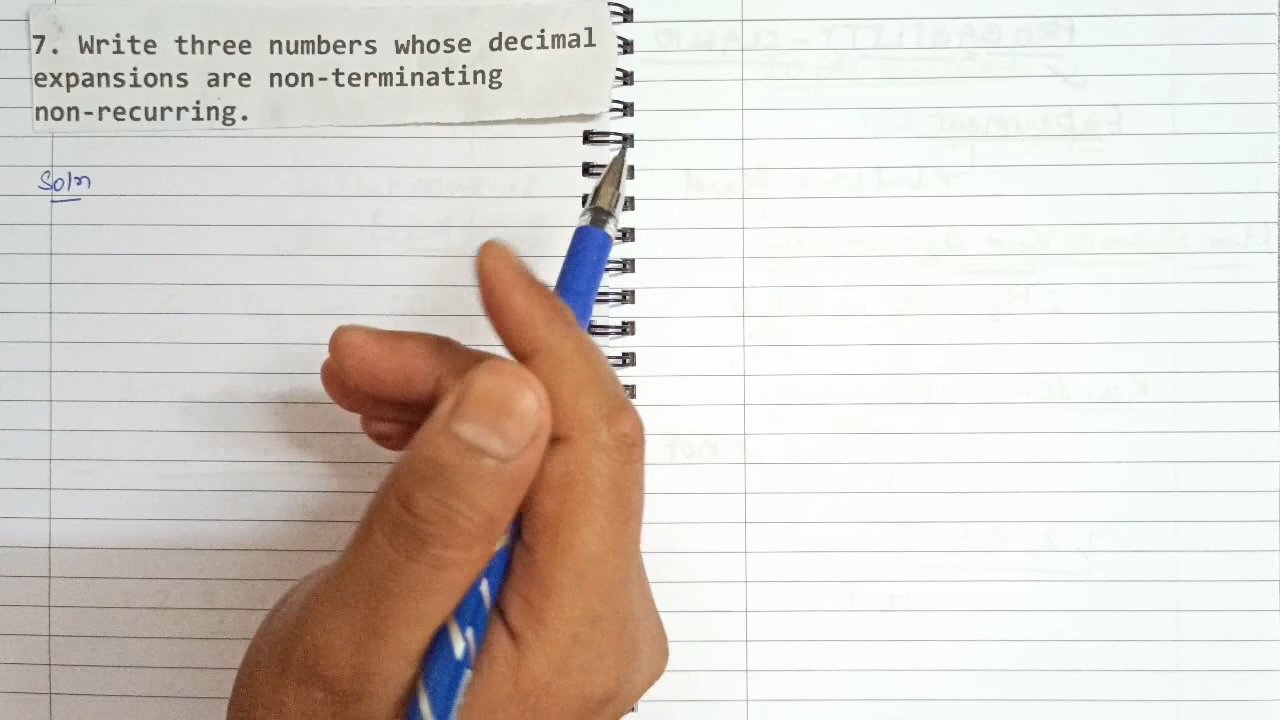 7. Write three numbers whose decimal
expansions are non-terminating
non-recurring.
Soln